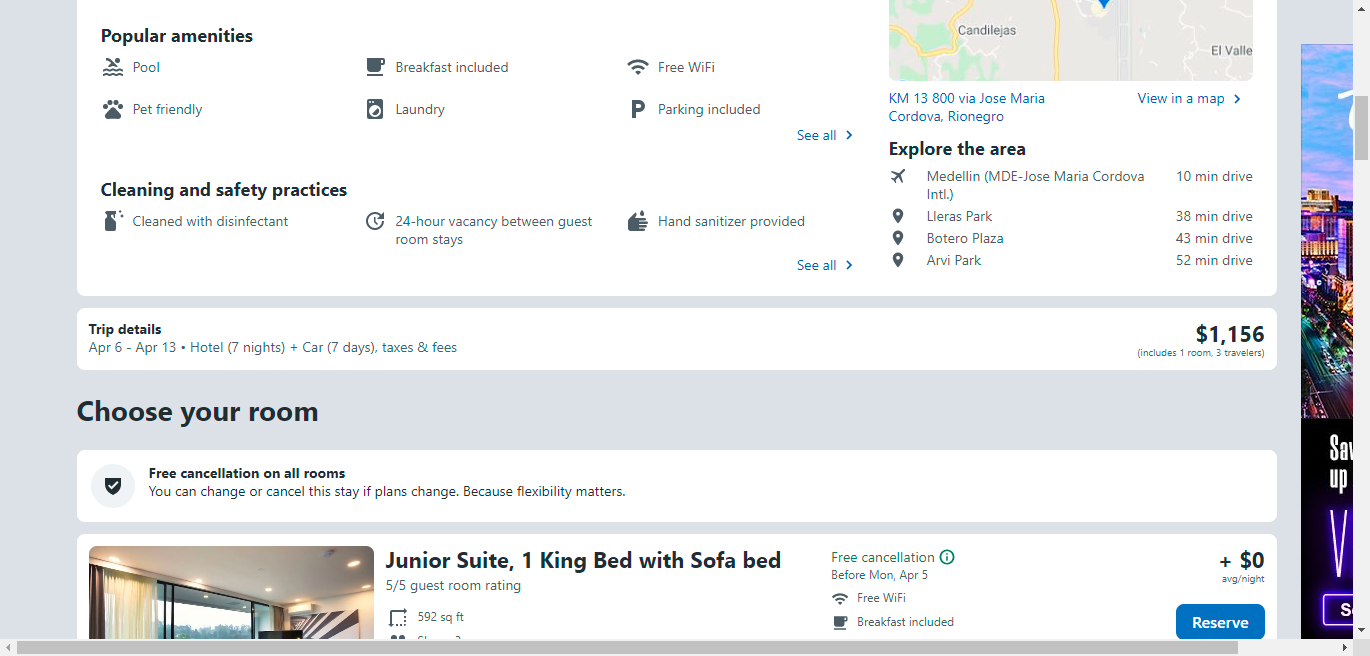 Popular amenities
Pool
Breakfast included
Free WiFi
Pet friendly
Laundry
Parking included
See all
Cleaning and safety practices
Cleaned with disinfectant
24-hour vacancy between guest
room stays
Hand sanitizer provided
See all
Candilejas
El Valle
KM 13 800 via Jose Maria
Cordova, Rionegro
View in a map
Explore the area
Medellin (MDE-Jose Maria Cordova
Intl.)
10 min drive
Lleras Park
38 min drive
Botero Plaza
43 min drive
Arvi Park
52 min drive
Trip details
Apr 6 - Apr 13 • Hotel (7 nights) + Car (7 days), taxes & fees
$1,156
(includes 1 room, 3 travelers)
Choose your room
Free cancellation on all rooms
You can change or cancel this stay if plans change. Because flexibility matters.
Junior Suite, 1 King Bed with Sofa bed
5/5 guest room rating
592 sq ft
Free cancellation
Before Mon, Apr 5
Free WiFi
Breakfast included
+ $0
avg/night
Reserve
up